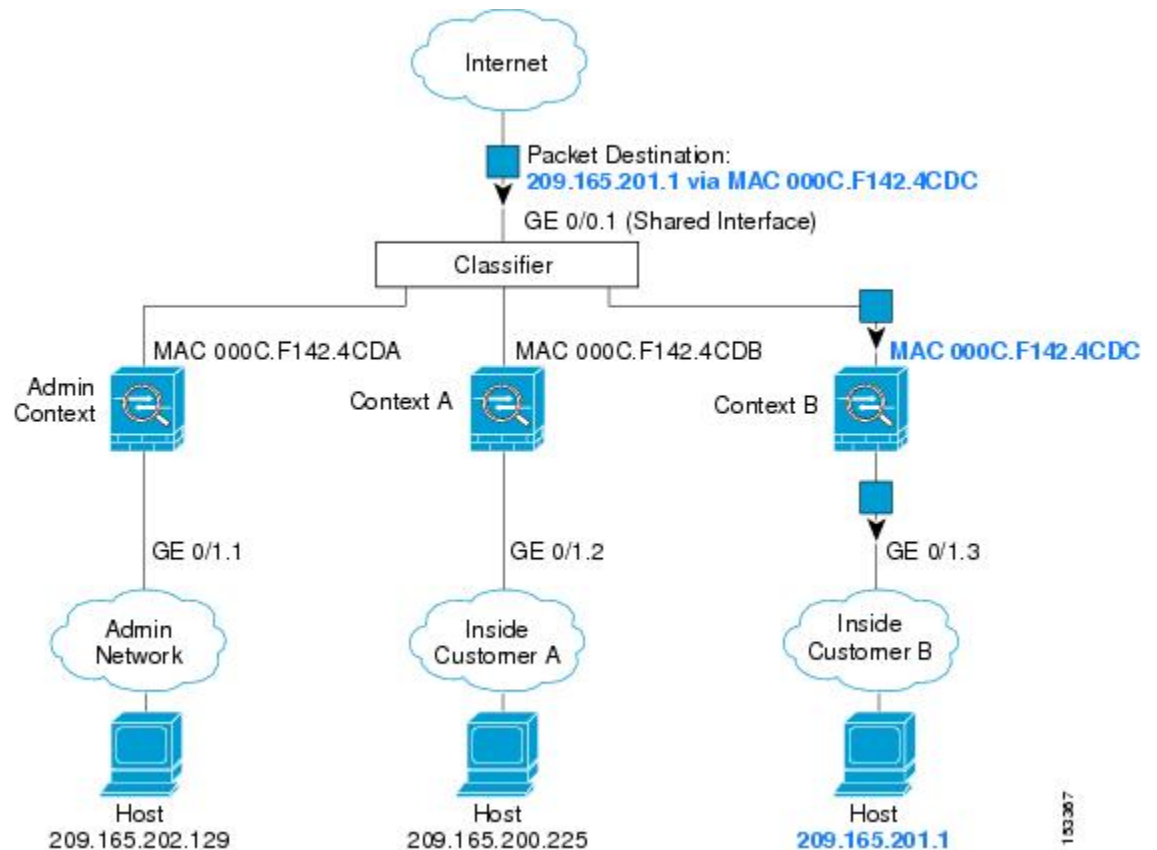 Internet
Packet Destination:
209.165.201.1 via MAC 000C.F142.4CDC
GE 0/0.1 (Shared Interface)
Classifier
MAC 000C.F142.4CDA
MAC 000C.F142.4CDB
MAC 000C.F142.4CDC
Admin
Context
Context A
Context B
GE 0/1.1
GE 0/1.2
GE 0/1.3
Admin
Network
Inside
Customer A
Inside
Customer B
Host
209.165.202.129
Host
209.165.200.225
Host
209.165.201.1
153367